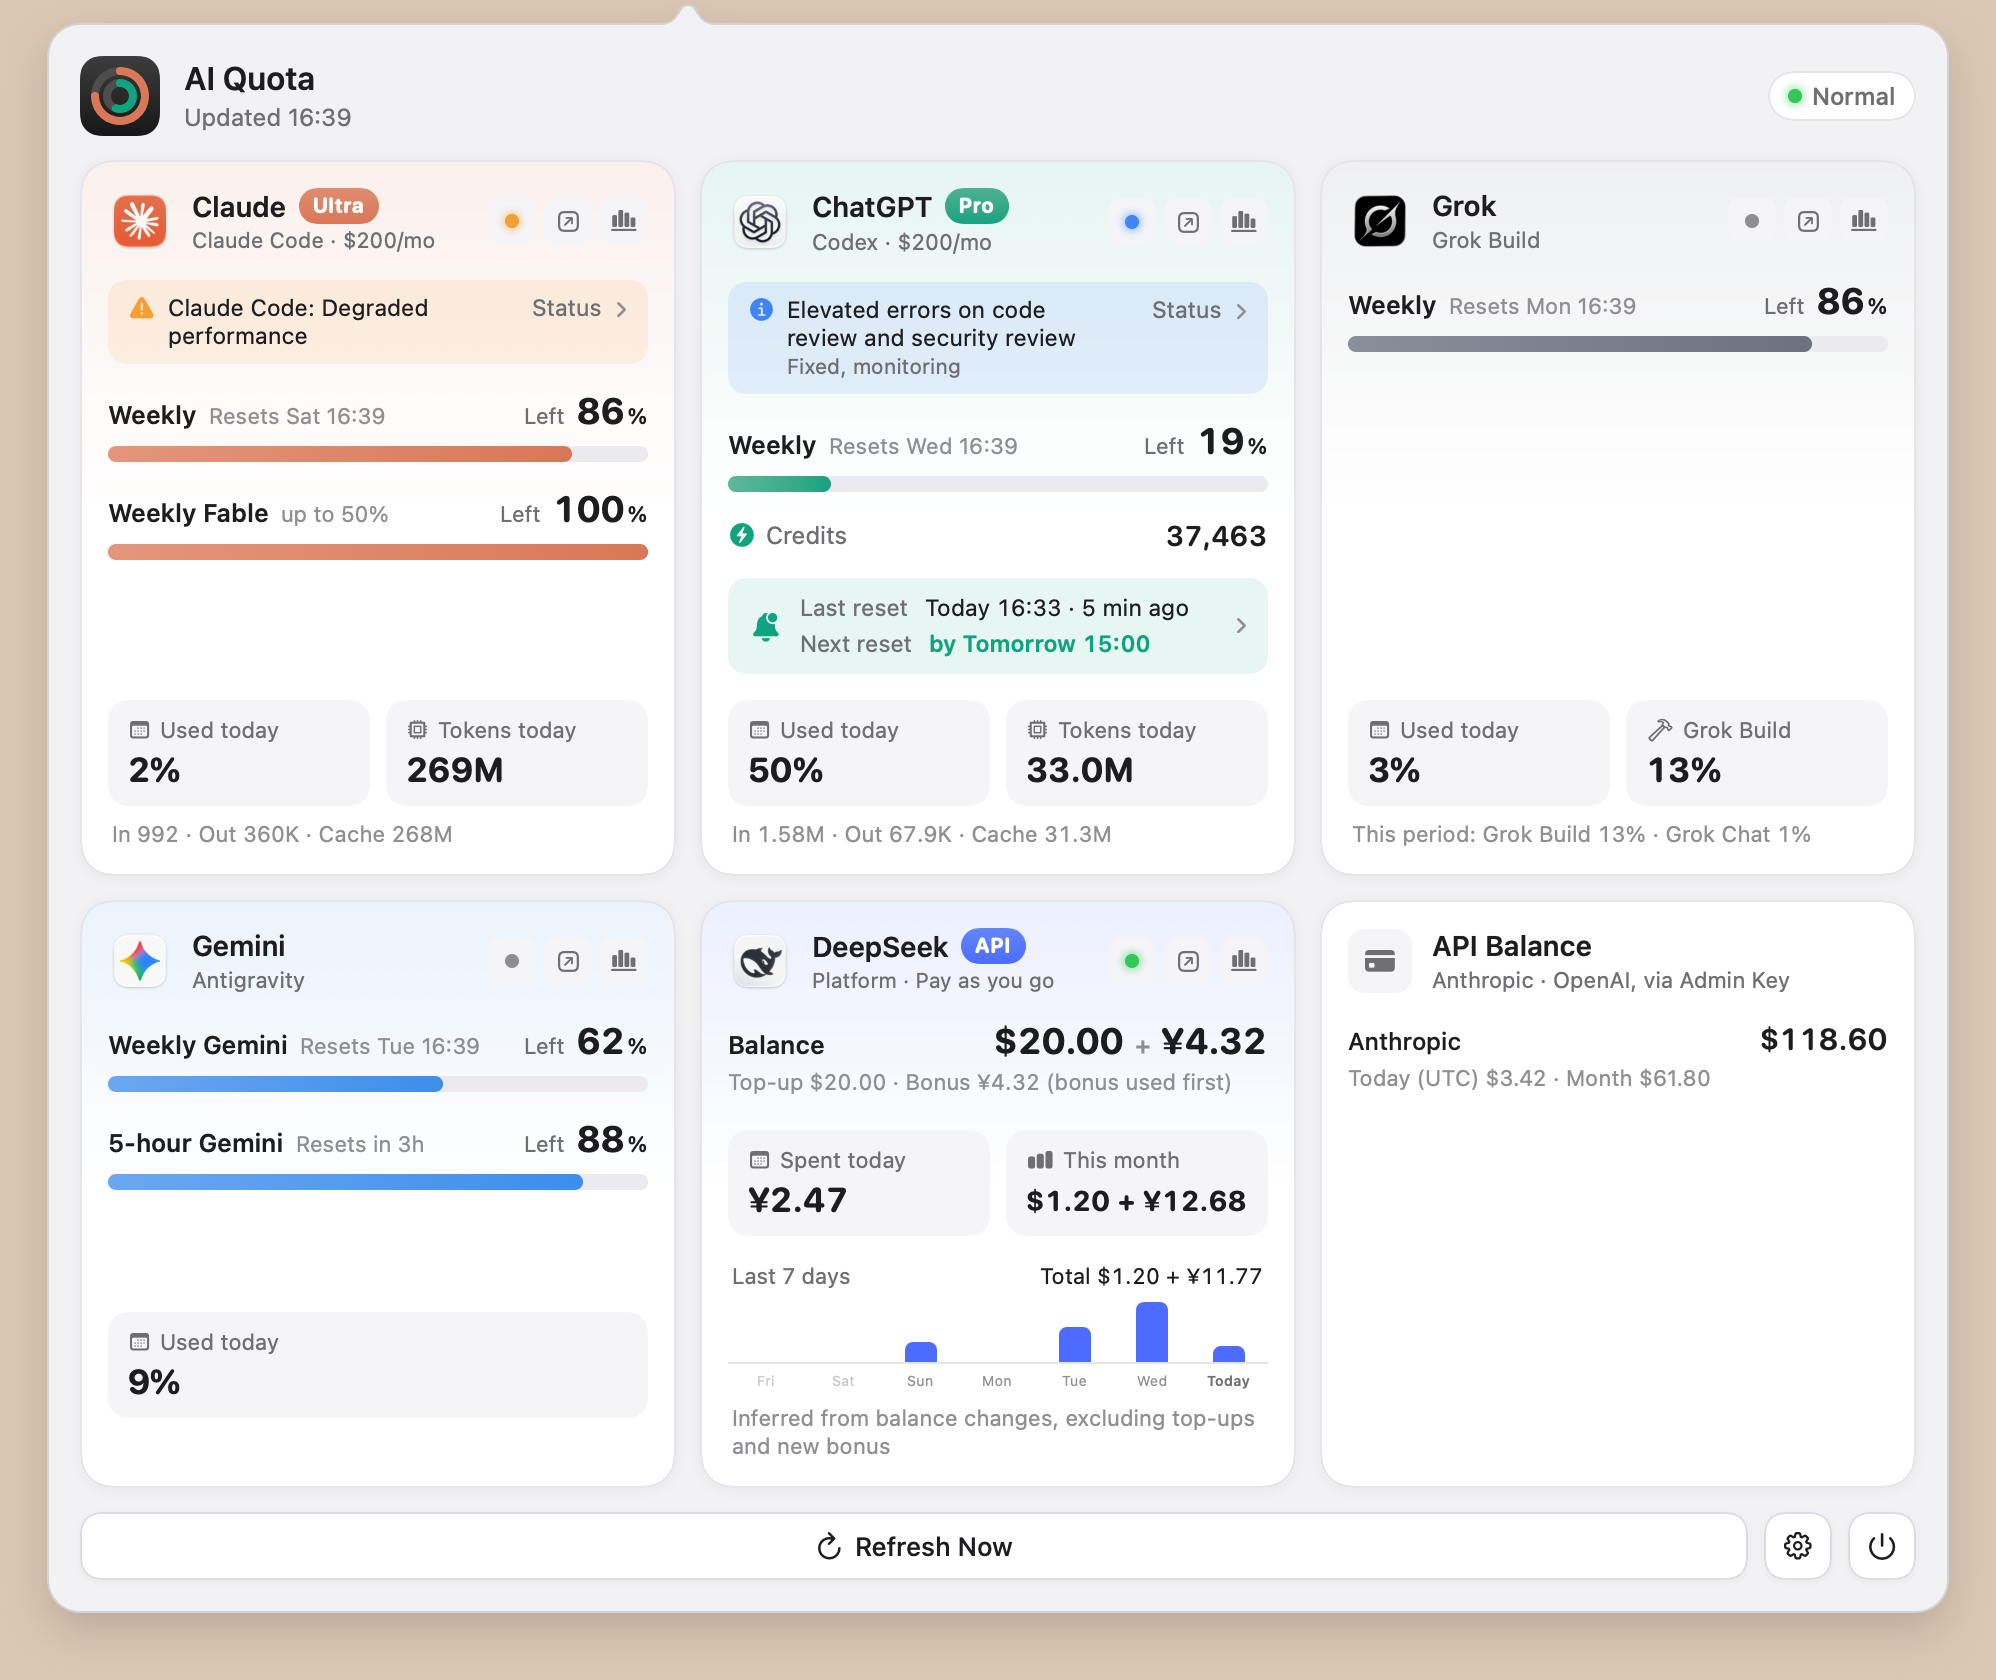 AI Quota
Updated 16:39
Normal
Claude Ultra
Claude Code · $200/mo
Claude Code: Degraded
performance
Status
Weekly Resets Sat 16:39 Left 86%
Weekly Fable up to 50% Left 100%
Used today
2%
Tokens today
269M
In 992 · Out 360K · Cache 268M
ChatGPT Pro
Codex · $200/mo
Elevated errors on code
review and security review
Fixed, monitoring
Status
Weekly Resets Wed 16:39 Left 19%
Credits 37,463
Last reset Today 16:33 · 5 min ago
Next reset by Tomorrow 15:00
Used today
50%
Tokens today
33.0M
In 1.58M · Out 67.9K · Cache 31.3M
Grok
Grok Build
Weekly Resets Mon 16:39 Left 86%
Used today
3%
Grok Build
13%
This period: Grok Build 13% · Grok Chat 1%
Gemini
Antigravity
Weekly Gemini Resets Tue 16:39 Left 62%
5-hour Gemini Resets in 3h Left 88%
Used today
9%
DeepSeek API
Platform · Pay as you go
Balance $20.00 + ¥4.32
Top-up $20.00 · Bonus ¥4.32 (bonus used first)
Spent today
¥2.47
This month
$1.20 + ¥12.68
Last 7 days Total $1.20 + ¥11.77
Fri Sat Sun Mon Tue Wed Today
Inferred from balance changes, excluding top-ups
and new bonus
API Balance
Anthropic · OpenAI, via Admin Key
Anthropic $118.60
Today (UTC) $3.42 · Month $61.80
Refresh Now